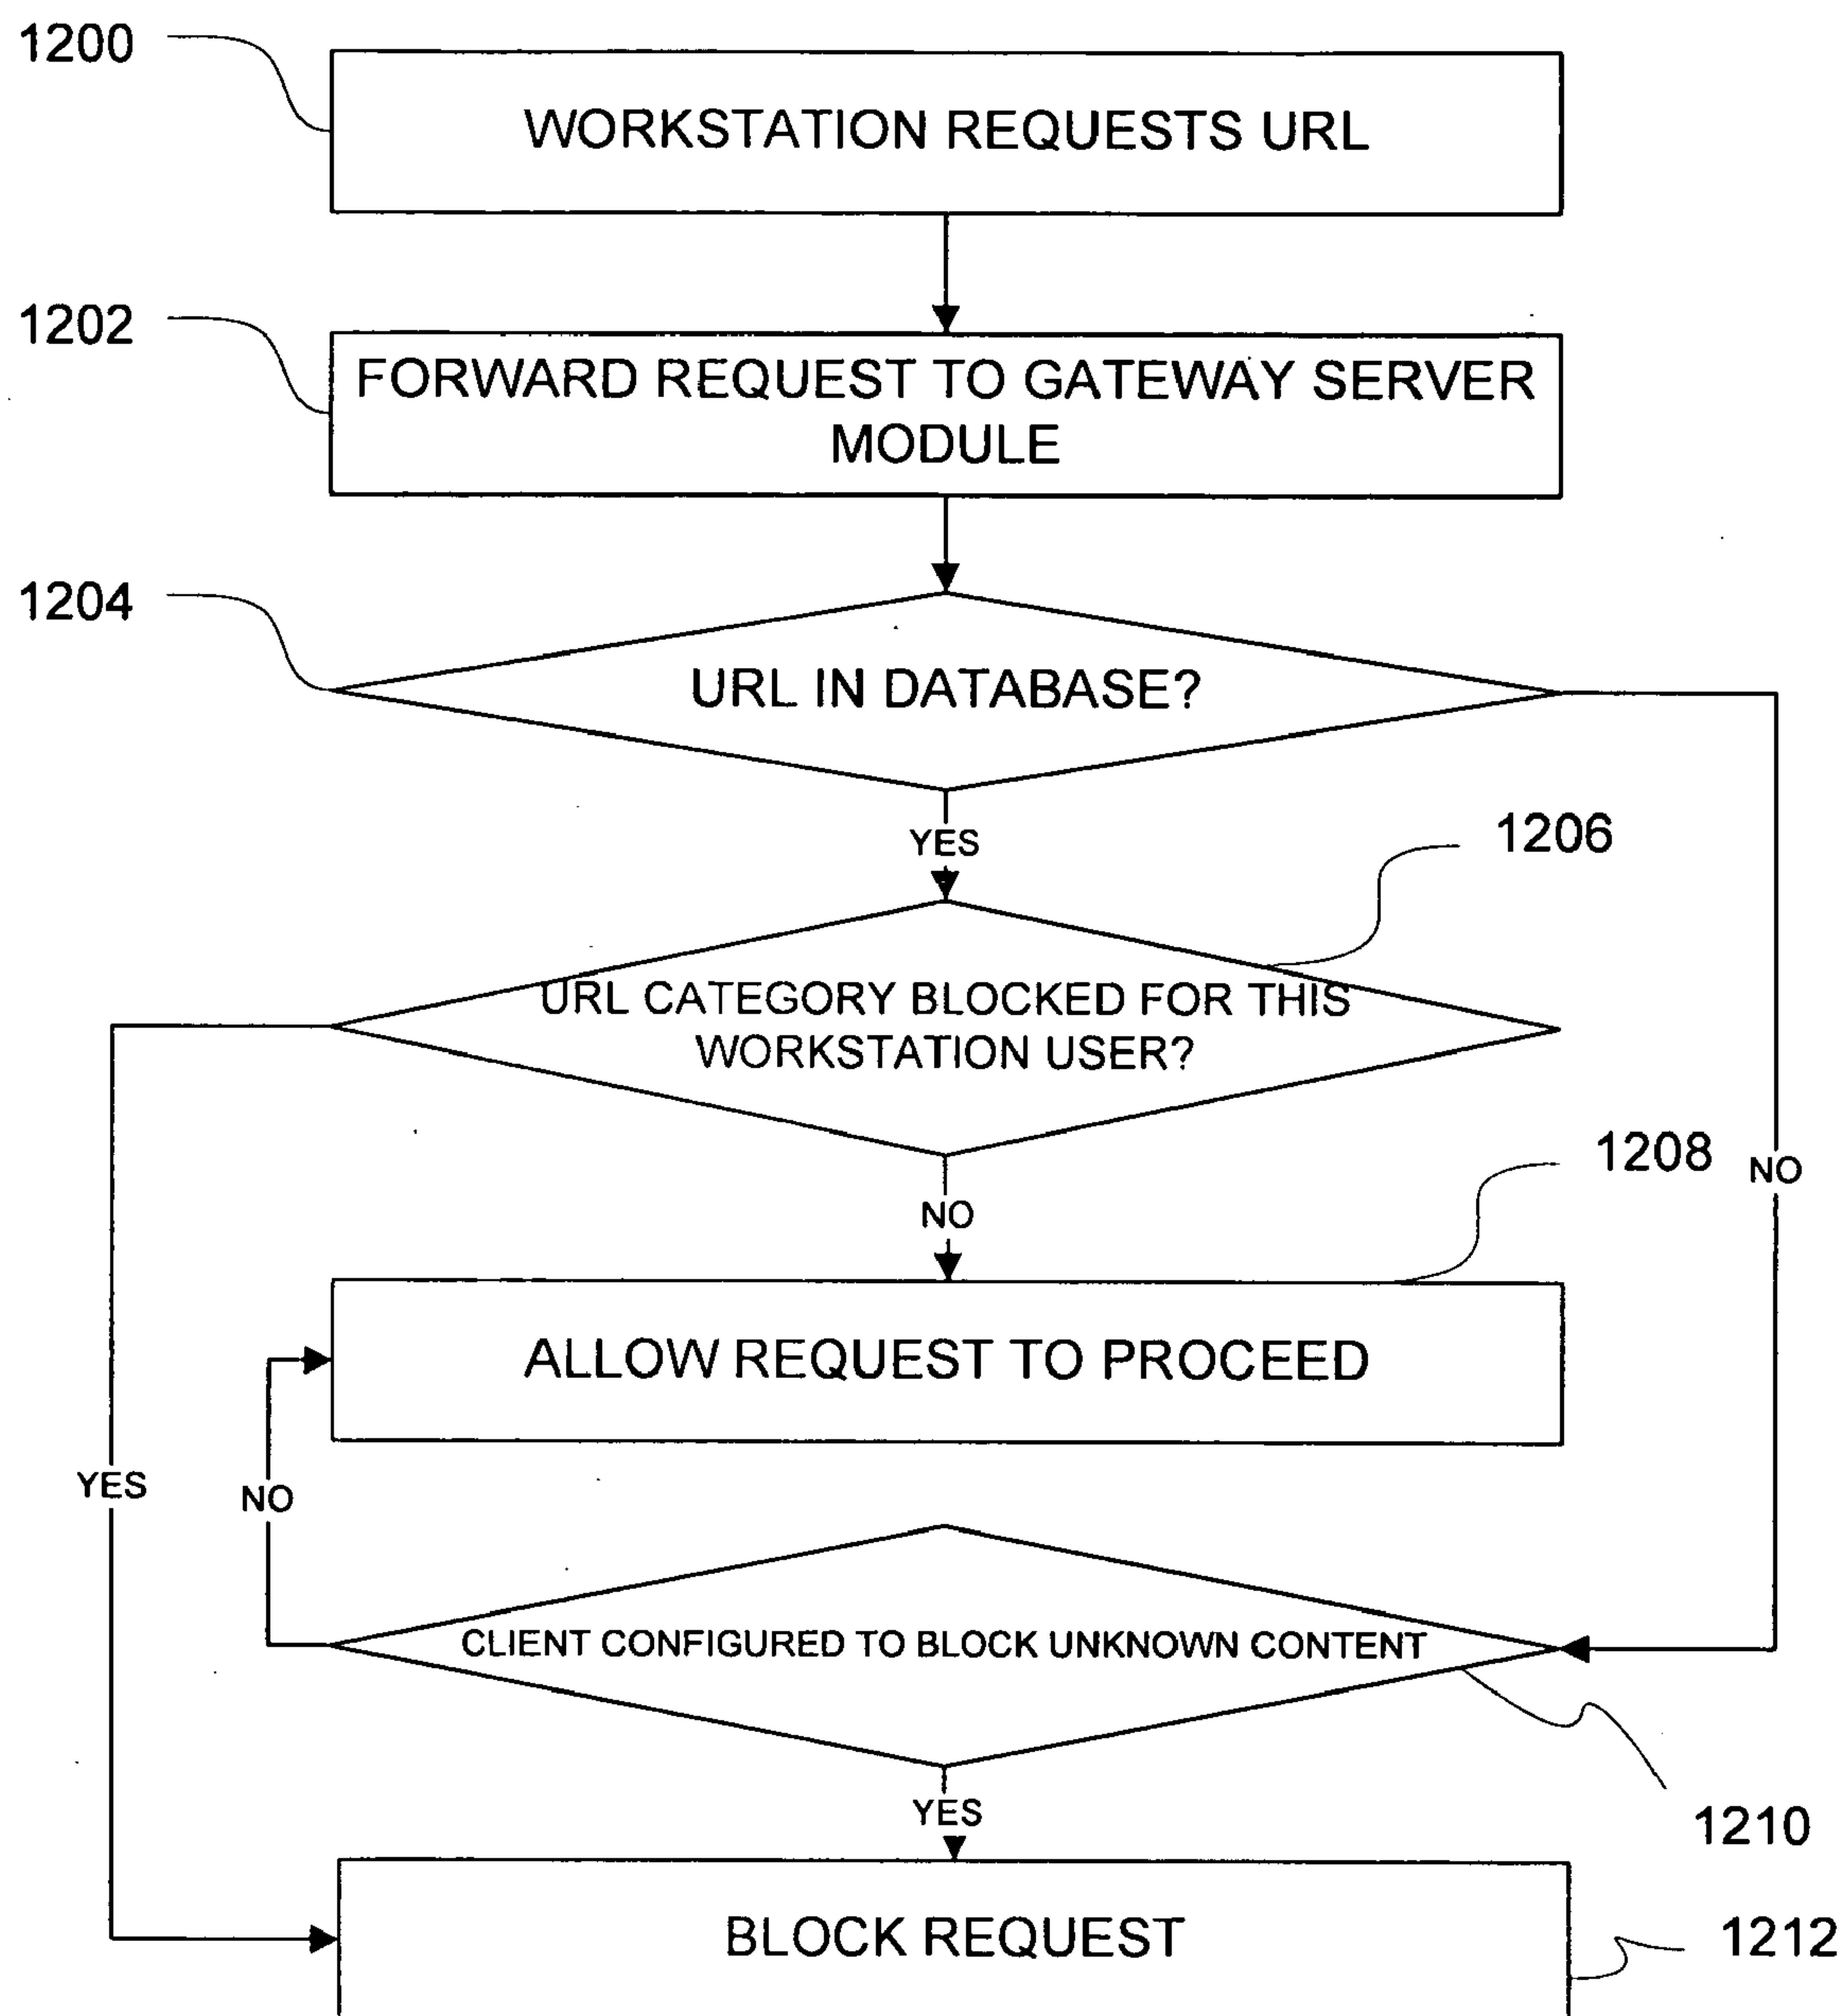 1200
WORKSTATION REQUESTS URL
1202
FORWARD REQUEST TO GATEWAY SERVER
MODULE
1204
URL IN DATABASE?
YES
1206
URL CATEGORY BLOCKED FOR THIS
WORKSTATION USER?
1208
NO
NO
ALLOW REQUEST TO PROCEED
YES
NO
CLIENT CONFIGURED TO BLOCK UNKNOWN CONTENT
YES
1210
BLOCK REQUEST
1212